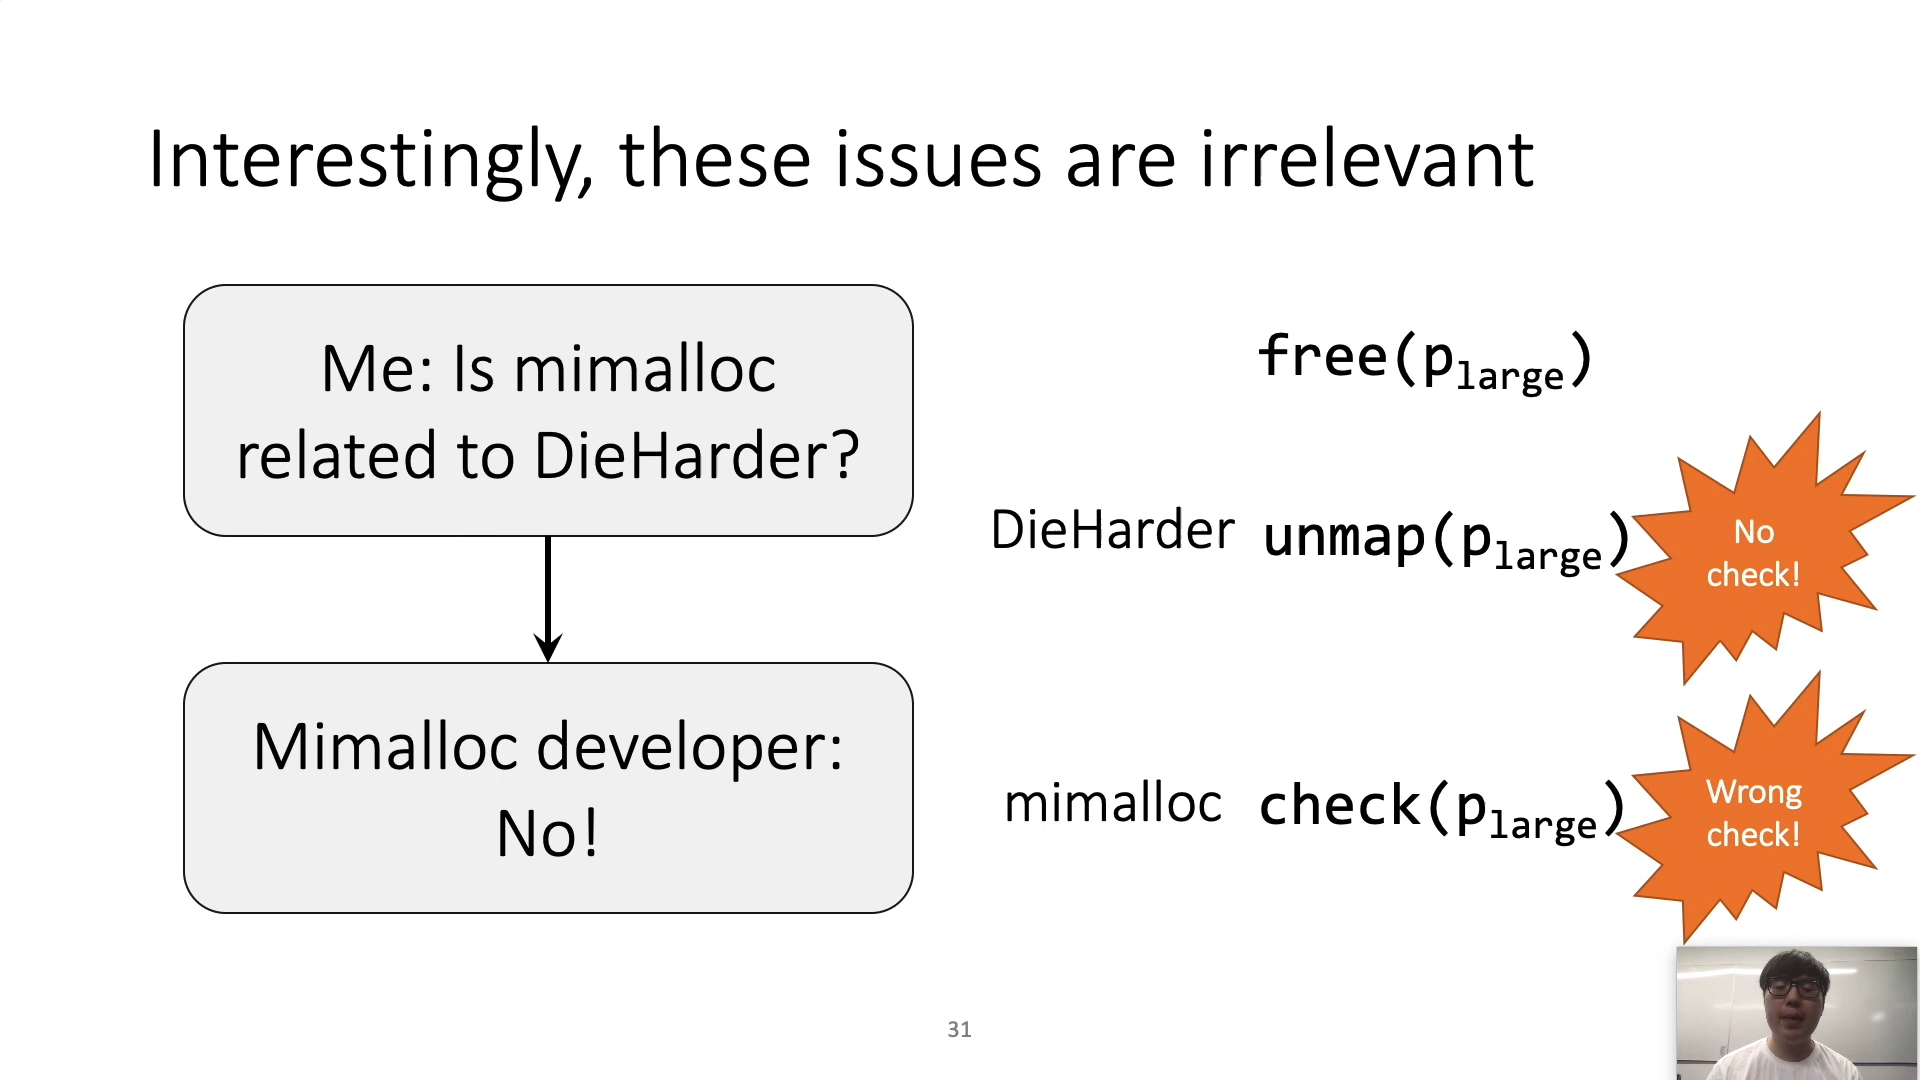 Interestingly, these issues are irrelevant
Me: Is mimalloc
related to DieHarder?
Mimalloc developer:
No!
free(plarge)
DieHarder unmap(plarge)
No
check!
mimalloc check(plarge)
Wrong
check!
31